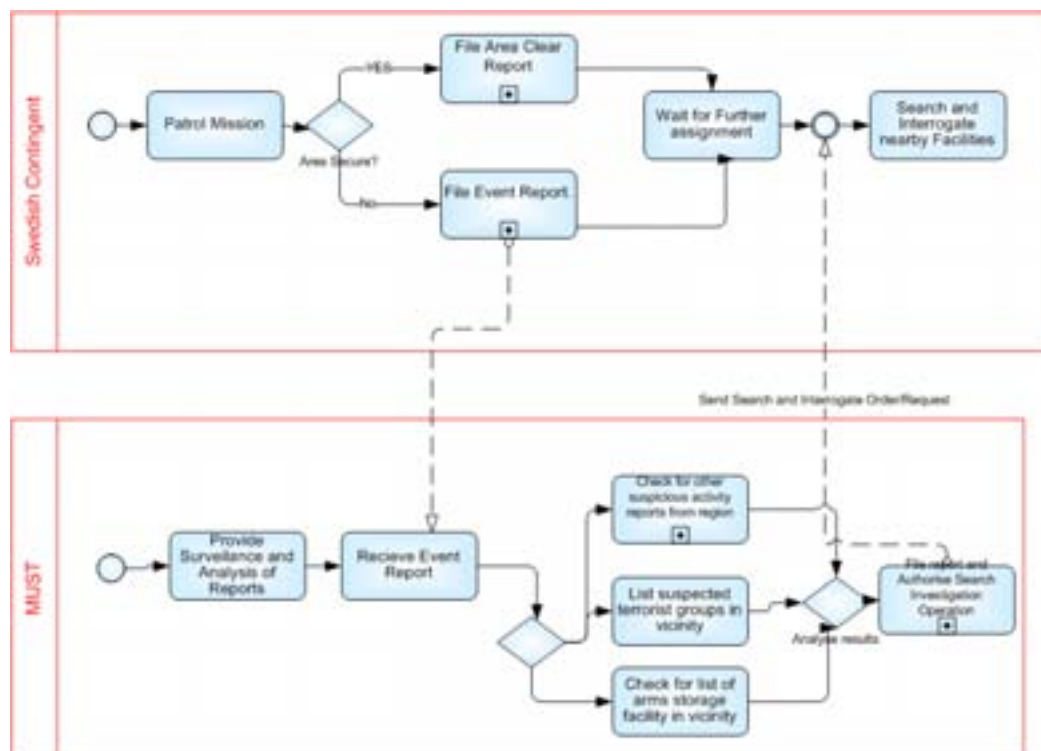 Swedish Contingent
Patrol Mission
Area Secure?
YES
File Area Clear
Report
no
File Event Report
Wait for Further
assignment
Search and
Interrogate
nearby Facilities
Send Search and Interrogate Order/Request
MUST
Provide
Surveillance and
Analysis of
Reports
Recieve Event
Report
Check for other
suspicious activity
reports from region
List suspected
terrorist groups in
vicinity
Check for list of
arms storage
facility in vicinity
Analyse results
File report and
Authorise Search
Investigation
Operation